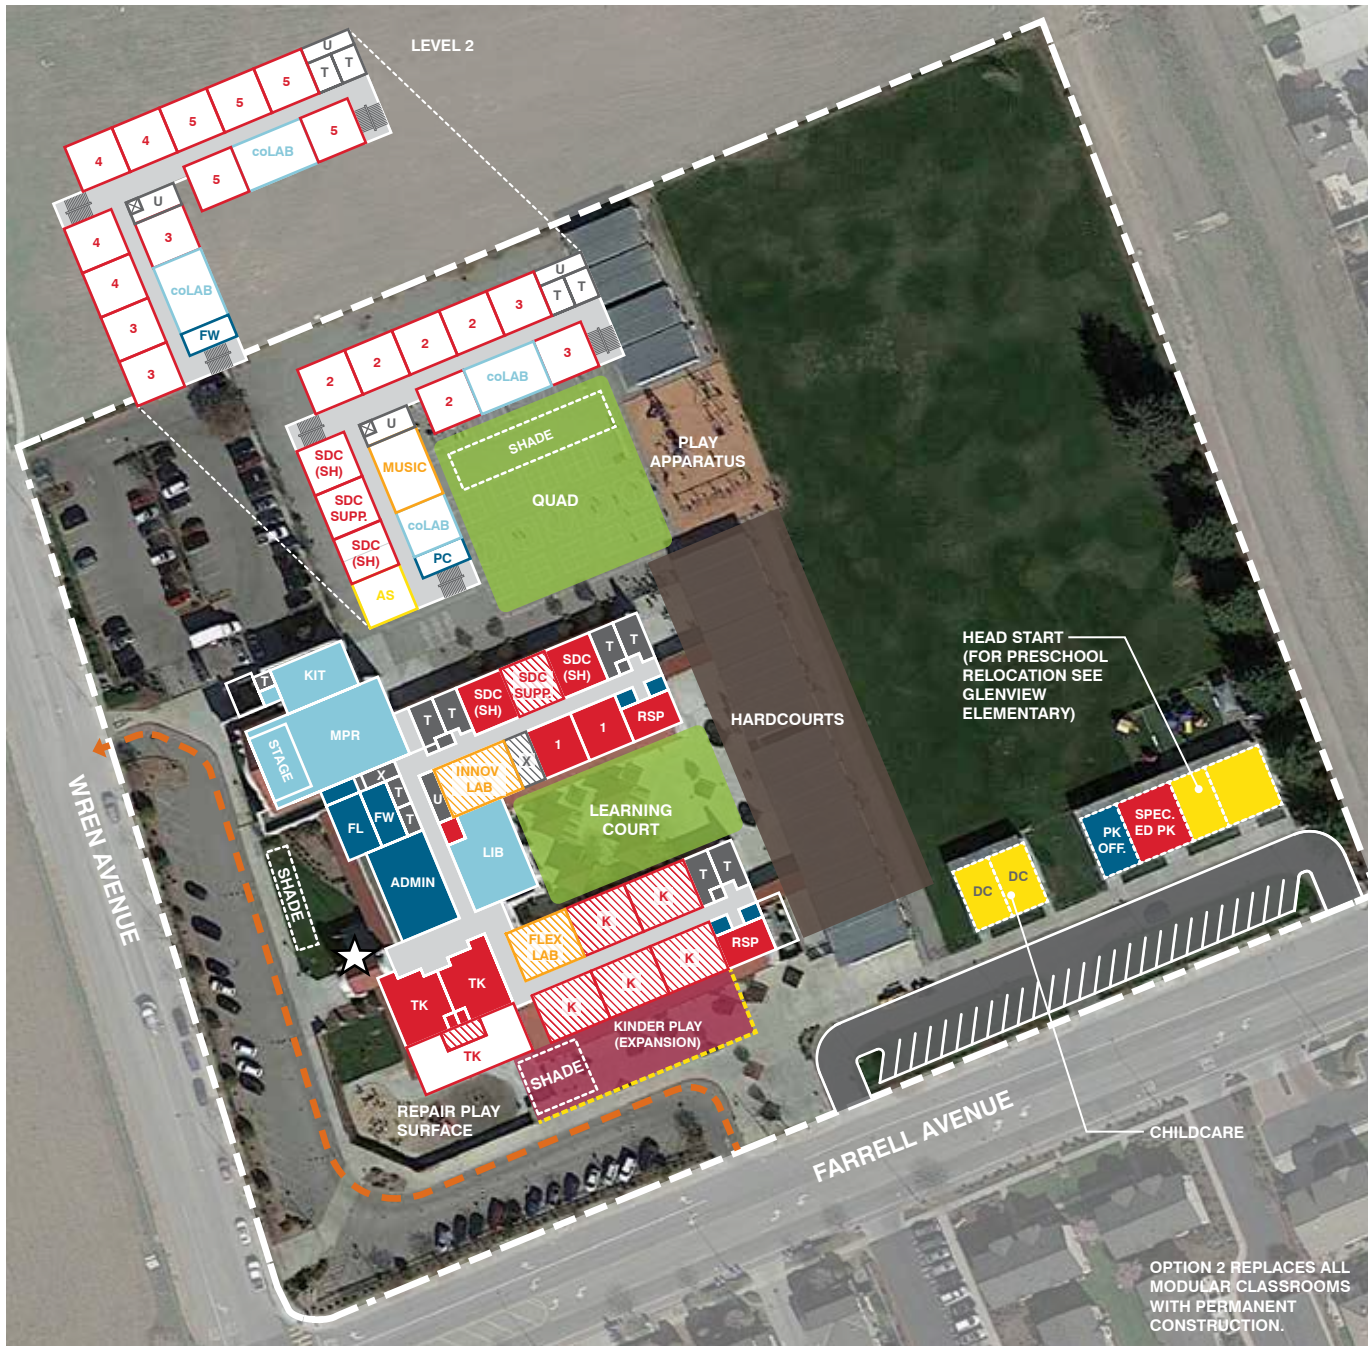 LEVEL 2
U
T
T
5
5
5
4
4
5
coLAB
5
U
4
3
4
coLAB
3
FW
3
U
T
T
3
2
2
2
2
3
coLAB
2
U
SDC
(SH)
MUSIC
SDC
SUPP.
coLAB
SDC
(SH)
PC
AS
SHADE
QUAD
PLAY
APPARATUS
HARDCOURTS
HEAD START
(FOR PRESCHOOL
RELOCATION SEE
GLENVIEW
ELEMENTARY)
T
KIT
MPR
STAGE
T
T
SDC
(SH)
SDC
SUPP.
SDC
(SH)
T
T
RSP
1
1
X
INNOV
LAB
U
X
T
T
FL
FW
LIB
ADMIN
LEARNING
COURT
WREN AVENUE
SHADE
TK
TK
TK
FLEX
LAB
K
K
T
T
K
K
K
RSP
KINDER PLAY
(EXPANSION)
SHADE
REPAIR PLAY
SURFACE
DC
DC
PK
OFF.
SPEC.
ED PK
CHILDCARE
FARRELL AVENUE
OPTION 2 REPLACES ALL
MODULAR CLASSROOMS
WITH PERMANENT
CONSTRUCTION.